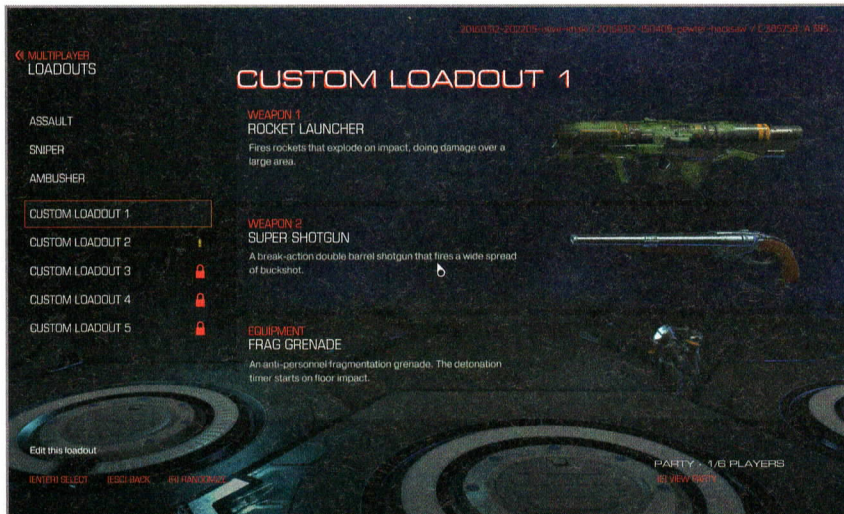 MULTIPLAYER
LOADOUTS
CUSTOM LOADOUT 1
ASSAULT
SNIPER
AMBUSHER
CUSTOM LOADOUT 1
CUSTOM LOADOUT 2
CUSTOM LOADOUT 3
CUSTOM LOADOUT 4
CUSTOM LOADOUT 5
WEAPON 1
ROCKET LAUNCHER
Fires rockets that explode on impact, doing damage over a
large area.
WEAPON 2
SUPER SHOTGUN
A break-action double barrel shotgun that fires a wide spread
of buckshot.
EQUIPMENT
FRAG GRENADE
An anti-personnel fragmentation grenade. The detonation
timer starts on floor impact.
Edit this loadout
[ENTER] SELECT [ESC] BACK [R] RANDOMIZE
PARTY - 1/6 PLAYERS
VIEW PARTY